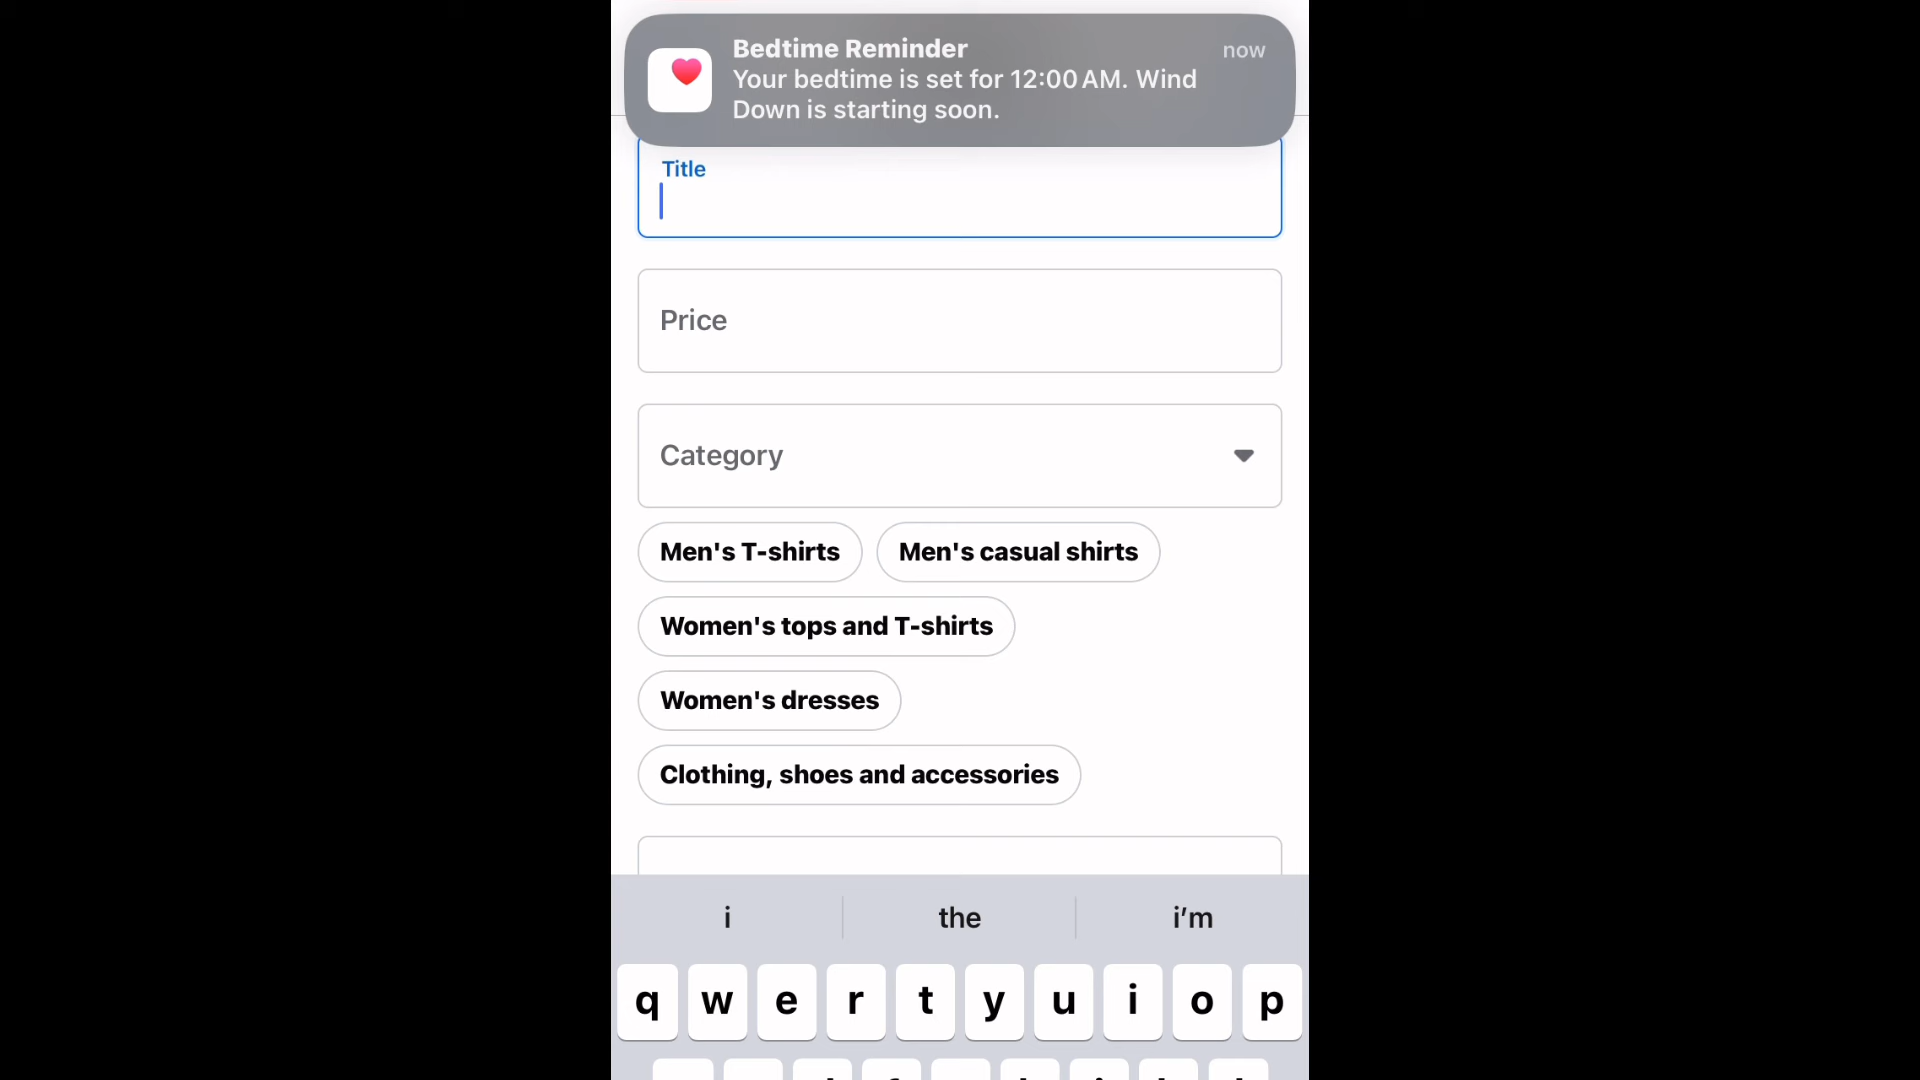 Bedtime Reminder
now
Your bedtime is set for 12:00 AM. Wind
Down is starting soon.
Title
Price
Category
Men's T-shirts
Men's casual shirts
Women's tops and T-shirts
Women's dresses
Clothing, shoes and accessories
i
the
i’m
q w e r t y u i o p